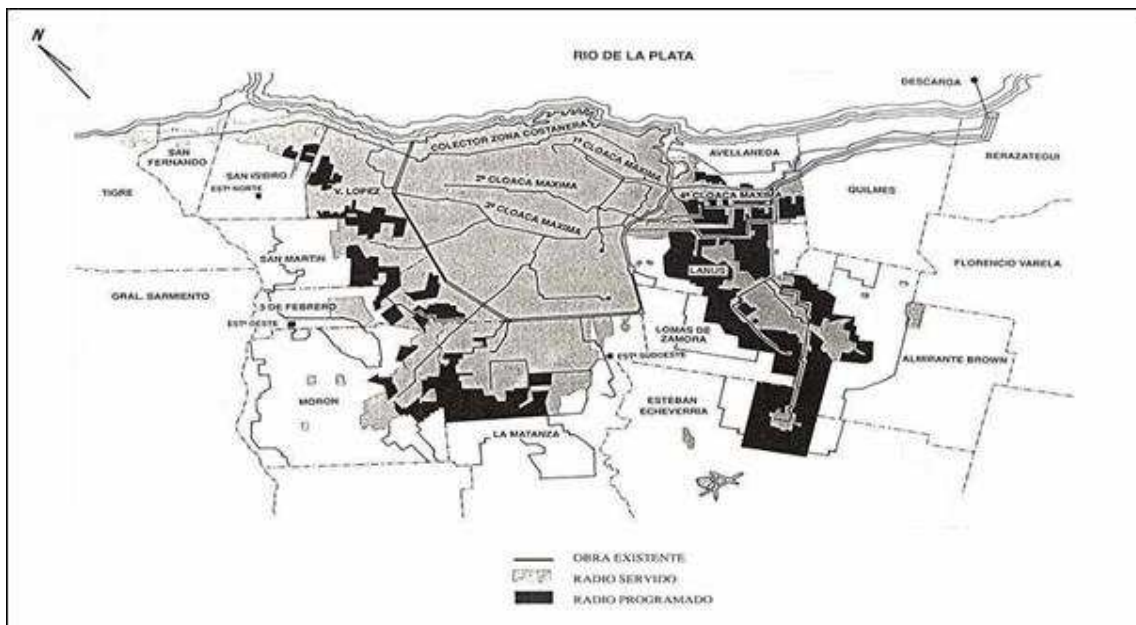 N
RIO DE LA PLATA
DESCARGA
COLECTOR ZONA COSTANERA
1ª CLOACA MAXIMA
SAN
FERNANDO
AVELLANEDA
BERAZATEGUI
SAN ISIDRO
TIGRE
ESTº NORTE
V. LOPEZ
2ª CLOACA MAXIMA
4ª CLOACA MAXIMA
QUILMES
3ª CLOACA MAXIMA
SAN MARTIN
LANUS
FLORENCIO VARELA
GRAL. SARMIENTO
3 DE FEBRERO
ESTº OESTE
LOMAS DE
ZAMORA
ESTº SUDOESTE
ALMIRANTE BROWN
MORON
ESTEBAN
ECHEVERRIA
LA MATANZA
OBRA EXISTENTE
RADIO SERVIDO
RADIO PROGRAMADO